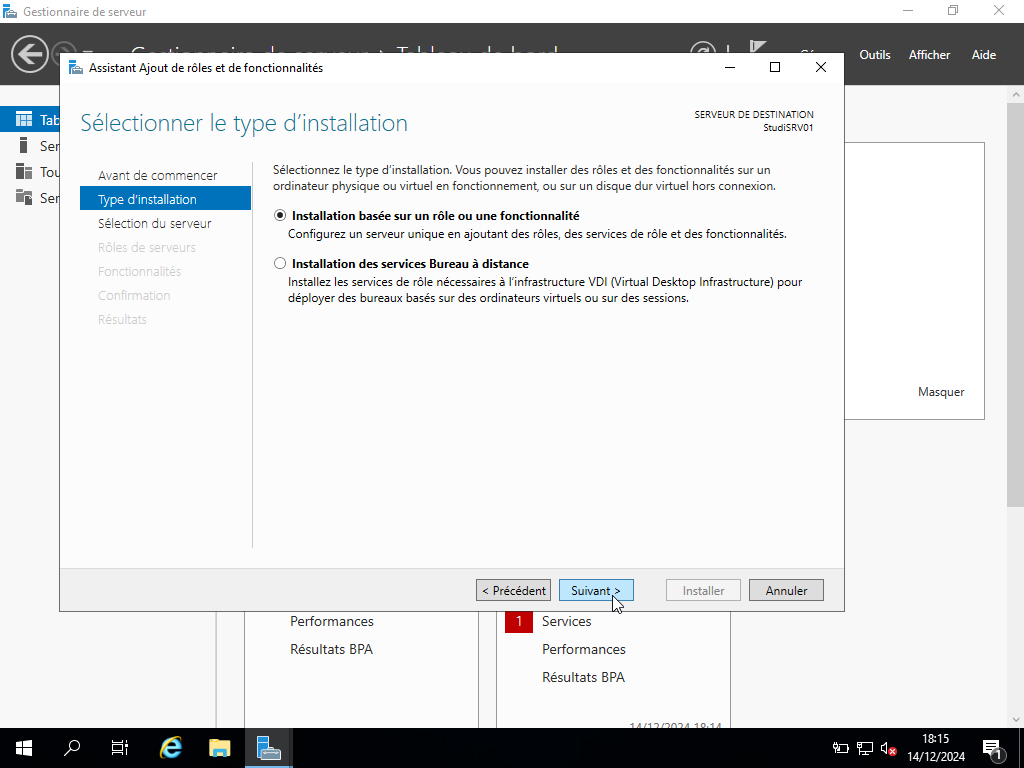 Gestionnaire de serveur
Outils
Afficher
Aide
Assistant Ajout de rôles et de fonctionnalités
Tab
Ser
Tou
Ser
Sélectionner le type d’installation
SERVEUR DE DESTINATION
StudiSRV01
Avant de commencer
Type d’installation
Sélection du serveur
Rôles de serveurs
Fonctionnalités
Confirmation
Résultats
Sélectionnez le type d’installation. Vous pouvez installer des rôles et des fonctionnalités sur un
ordinateur physique ou virtuel en fonctionnement, ou sur un disque dur virtuel hors connexion.
Installation basée sur un rôle ou une fonctionnalité
Configurez un serveur unique en ajoutant des rôles, des services de rôle et des fonctionnalités.
Installation des services Bureau à distance
Installez les services de rôle nécessaires à l’infrastructure VDI (Virtual Desktop Infrastructure) pour
déployer des bureaux basés sur des ordinateurs virtuels ou sur des sessions.
Masquer
< Précédent
Suivant >
Installer
Annuler
Performances
Résultats BPA
1 Services
Performances
Résultats BPA
14/12/2024 18:14
18:15
14/12/2024
1